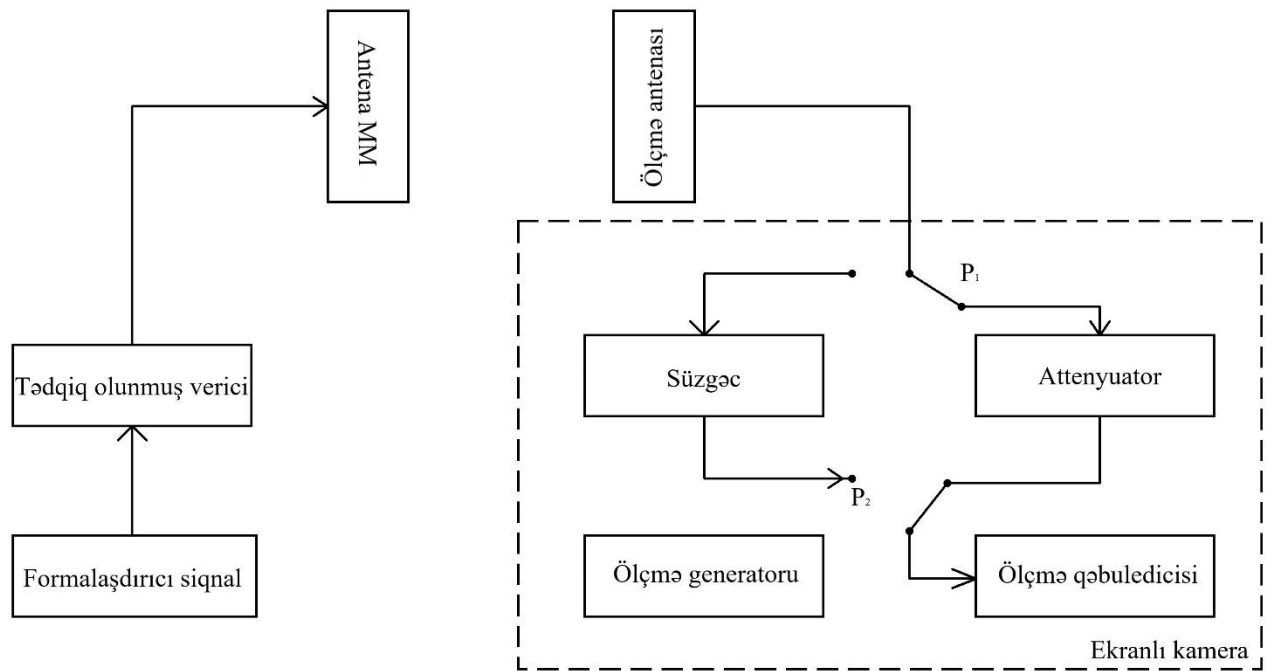 Antena MM
Ölçmə antenası
P₁
Tədqiq olunmuş verici
Süzgəc
Attenyuator
P₂
Formalaşdırıcı siqnal
Ölçmə generatoru
Ölçmə qəbuledicisi
Ekranlı kamera